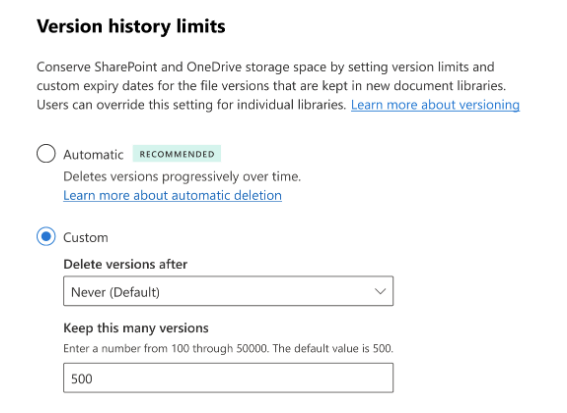 Version history limits
Conserve SharePoint and OneDrive storage space by setting version limits and
custom expiry dates for the file versions that are kept in new document libraries.
Users can override this setting for individual libraries. Learn more about versioning
Automatic RECOMMENDED
Deletes versions progressively over time.
Learn more about automatic deletion
Custom
Delete versions after
Never (Default)
Keep this many versions
Enter a number from 100 through 50000. The default value is 500.
500